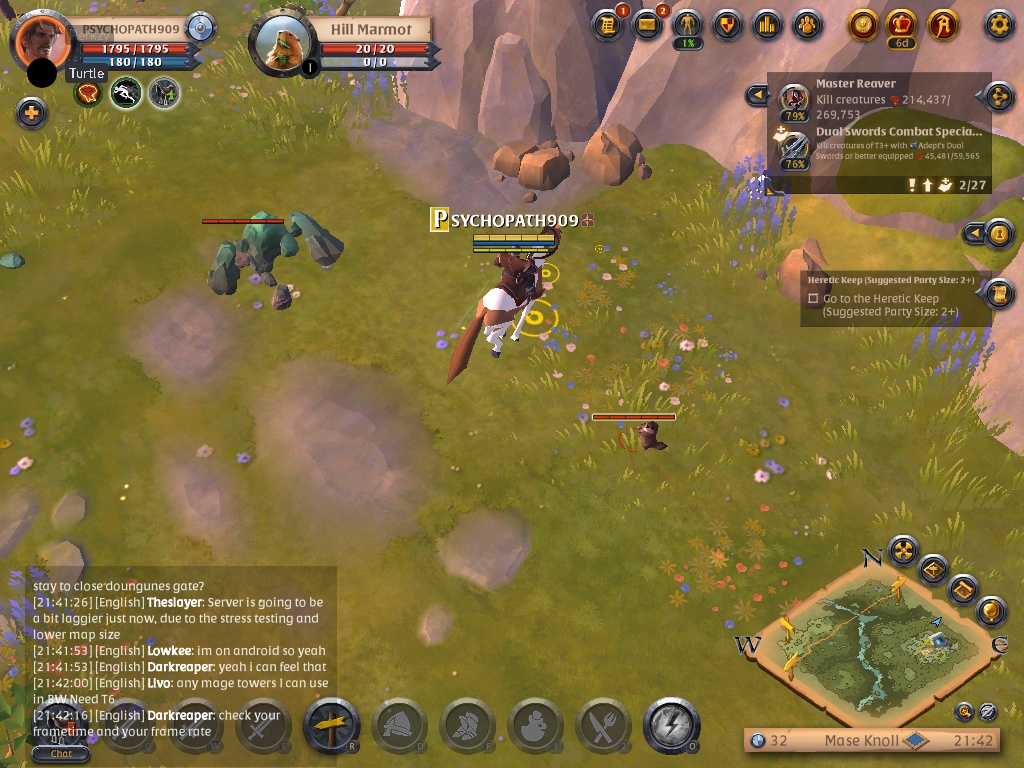 PSYCHOPATH909
1795/1795
180/180
Turtle
Hill Marmot
20/20
0/0
I
1
2
1%
6d
Master Reaver
Kill creatures 214,437/
269,753
79%
Dual Swords Combat Specia...
Kill creatures of T3+ with Adept's Dual
Swords or better equipped 45,481/59,565
76%
2/27
PSYCHOPATH909
Heretic Keep (Suggested Party Size: 2+)
Go to the Heretic Keep
(Suggested Party Size: 2+)
stay to close doungunes gate?
[21:41:26] [English] Theslayer: Server is going to be
a bit laggier just now, due to the stress testing and
lower map size
[21:41:53] [English] Lowkee: im on android so yeah
[21:41:53] [English] Darkreaper: yeah i can feel that
[21:42:00] [English] Livo: any mage towers I can use
in BW Need T6
[21:42:16] [English] Darkreaper: check your
frametime and your frame rate
Chat
Q
W
E
R
D
F
1
2
O
N
W
E
32
Mase Knoll
21:42